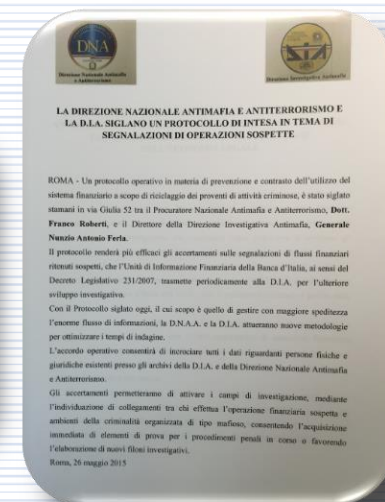 DNA
Direzione Nazionale Antimafia
e Antiterrorismo
Direzione Investigativa Antimafia
LA DIREZIONE NAZIONALE ANTIMAFIA E ANTITERRORISMO E
LA D.I.A. SIGLANO UN PROTOCOLLO DI INTESA IN TEMA DI
SEGNALAZIONI DI OPERAZIONI SOSPETTE
ROMA - Un protocollo operativo in materia di prevenzione e contrasto dell'utilizzo del
sistema finanziario a scopo di riciclaggio dei proventi di attività criminose, è stato siglato
stamani in via Giulia 52 tra il Procuratore Nazionale Antimafia e Antiterrorismo, Dott.
Franco Roberti, e il Direttore della Direzione Investigativa Antimafia, Generale
Nunzio Antonio Ferla.
Il protocollo renderà più efficaci gli accertamenti sulle segnalazioni di flussi finanziari
ritenuti sospetti, che l'Unità di Informazione Finanziaria della Banca d'Italia, ai sensi del
Decreto Legislativo 231/2007, trasmette periodicamente alla D.I.A. per l'ulteriore
sviluppo investigativo.
Con il Protocollo siglato oggi, il cui scopo è quello di gestire con maggiore speditezza
l'enorme flusso di informazioni, la D.N.A.A. e la D.I.A. attueranno nuove metodologie
per ottimizzare i tempi di indagine.
L'accordo operativo consentirà di incrociare tutti i dati riguardanti persone fisiche e
giuridiche esistenti presso gli archivi della D.I.A. e della Direzione Nazionale Antimafia
e Antiterrorismo.
Gli accertamenti permetteranno di attivare i campi di investigazione, mediante
l'individuazione di collegamenti tra chi effettua l'operazione finanziaria sospetta e
ambienti della criminalità organizzata di tipo mafioso, consentendo l'acquisizione
immediata di elementi di prova per i procedimenti penali in corso o favorendo
l'elaborazione di nuovi filoni investigativi.
Roma, 26 maggio 2015